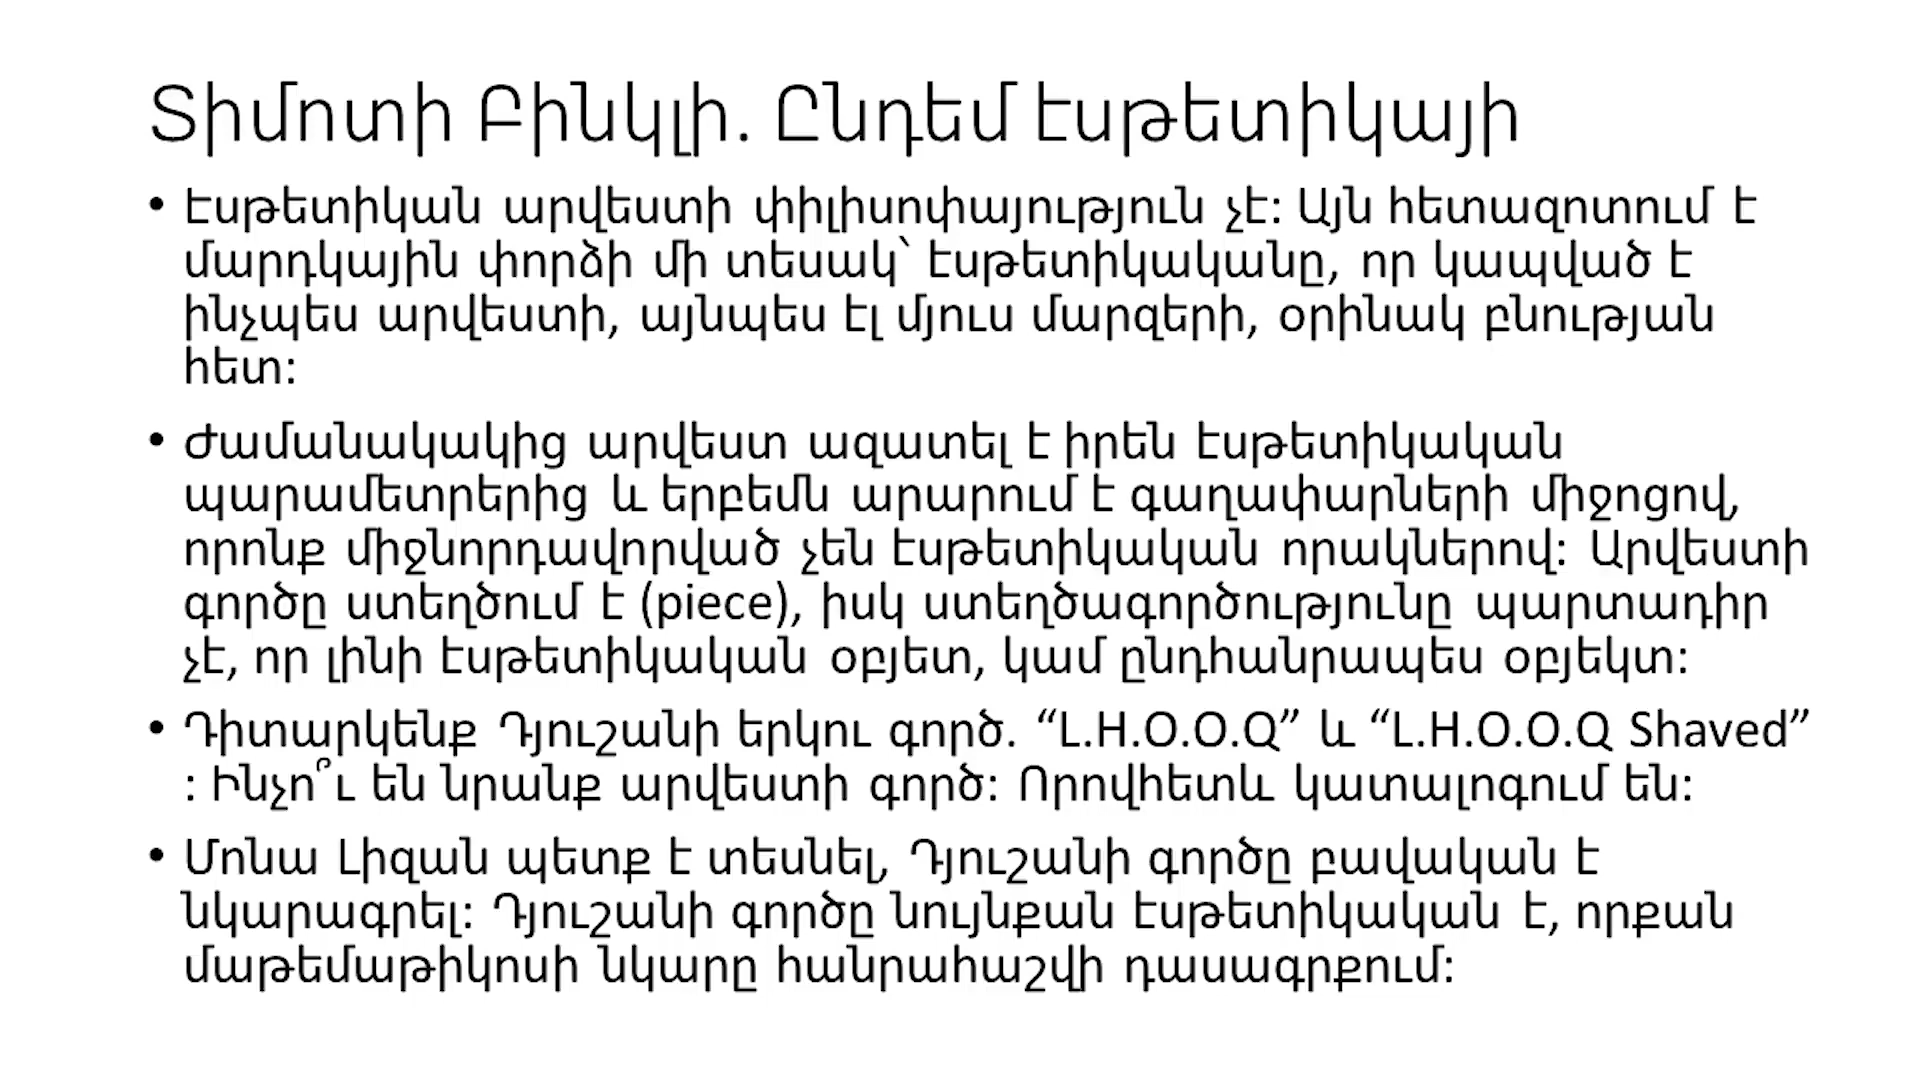 Տիմոտի Բինկլի. Ընդեմ էսթետիկայի
• Էսթետիկան արվեստի փիլիսոփայություն չէ: Այն հետազոտում է
մարդկային փորձի մի տեսակ՝ էսթետիկականը, որ կապված է
ինչպես արվեստի, այնպես էլ մյուս մարզերի, օրինակ բնության
հետ:
• Ժամանակակից արվեստ ազատել է իրեն էսթետիկական
պարամետրերից և երբեմն արարում է գաղափարների միջոցով,
որոնք միջնորդավորված չեն էսթետիկական որակներով: Արվեստի
գործը ստեղծում է (piece), իսկ ստեղծագործությունը պարտադիր
չէ, որ լինի էսթետիկական օբյետ, կամ ընդհանրապես օբյեկտ:
• Դիտարկենք Դյուշանի երկու գործ. “L.H.O.O.Q” և “L.H.O.O.Q Shaved”
: Ինչո՞ւ են նրանք արվեստի գործ: Որովհետև կատալոգում են:
• Մոնա Լիզան պետք է տեսնել, Դյուշանի գործը բավական է
նկարագրել: Դյուշանի գործը նույնքան էսթետիկական է, որքան
մաթեմաթիկոսի նկարը հանրահաշվի դասագրքում: